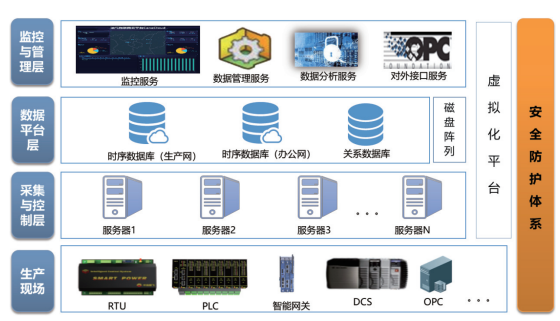 监控
与管
理层
监控服务
数据管理服务
数据分析服务
OPC
FOUNDATION
对外接口服务
数据
平台
层
时序数据库（生产网）
时序数据库（办公网）
关系数据库
磁盘阵列
采集
与控
制层
服务器1
服务器2
服务器3
• • •
服务器N
生产
现场
SMART POWER
RTU
PLC
智能网关
DCS
OPC
• • •
虚拟化平台
安全防护体系